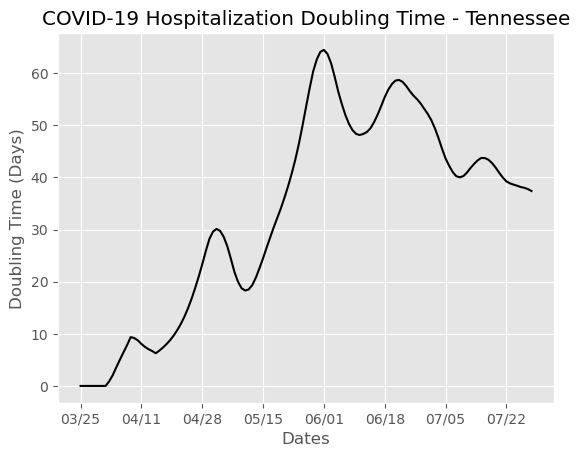 COVID-19 Hospitalization Doubling Time - Tennessee
Doubling Time (Days)
60
50
40
30
20
10
0
03/25 04/11 04/28 05/15 06/01 06/18 07/05 07/22
Dates